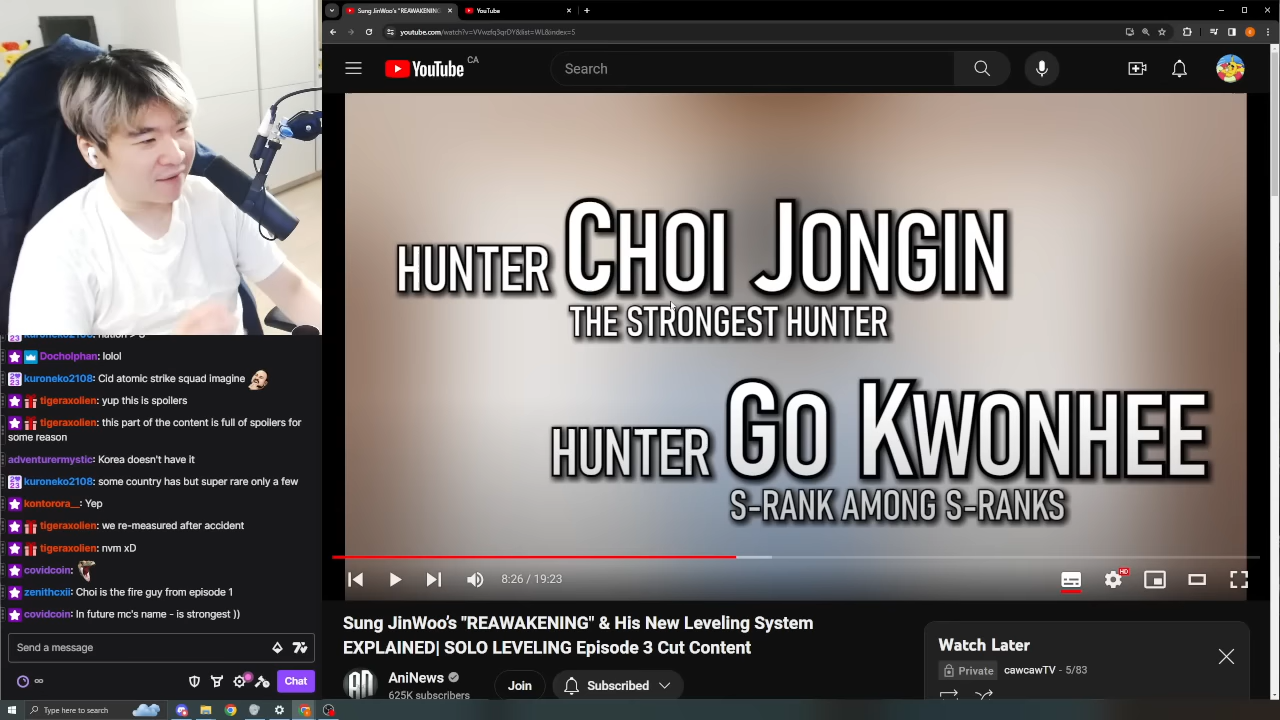 Sung JinWoo's "REAWAKENING"
YouTube
youtube.com/watch?v=VVwzfq3qrDY&list=WL&index=5
YouTube CA
Search
HUNTER CHOI JONGIN
THE STRONGEST HUNTER
HUNTER GO KWONHEE
S-RANK AMONG S-RANKS
8:26 / 19:23
HD
Sung JinWoo's "REAWAKENING" & His New Leveling System
EXPLAINED| SOLO LEVELING Episode 3 Cut Content
AN
AniNews
625K subscribers
Join
Subscribed
Watch Later
Private cawcawTV - 5/83
Docholphan: lolol
kuroneko2108: Cid atomic strike squad imagine
tigeraxolien: yup this is spoilers
tigeraxolien: this part of the content is full of spoilers for
some reason
adventurermystic: Korea doesn't have it
kuroneko2108: some country has but super rare only a few
kontorora__: Yep
tigeraxolien: we re-measured after accident
tigeraxolien: nvm xD
covidcoin:
zenithcxii: Choi is the fire guy from episode 1
covidcoin: In future mc's name - is strongest ))
Send a message
Chat
Type here to search